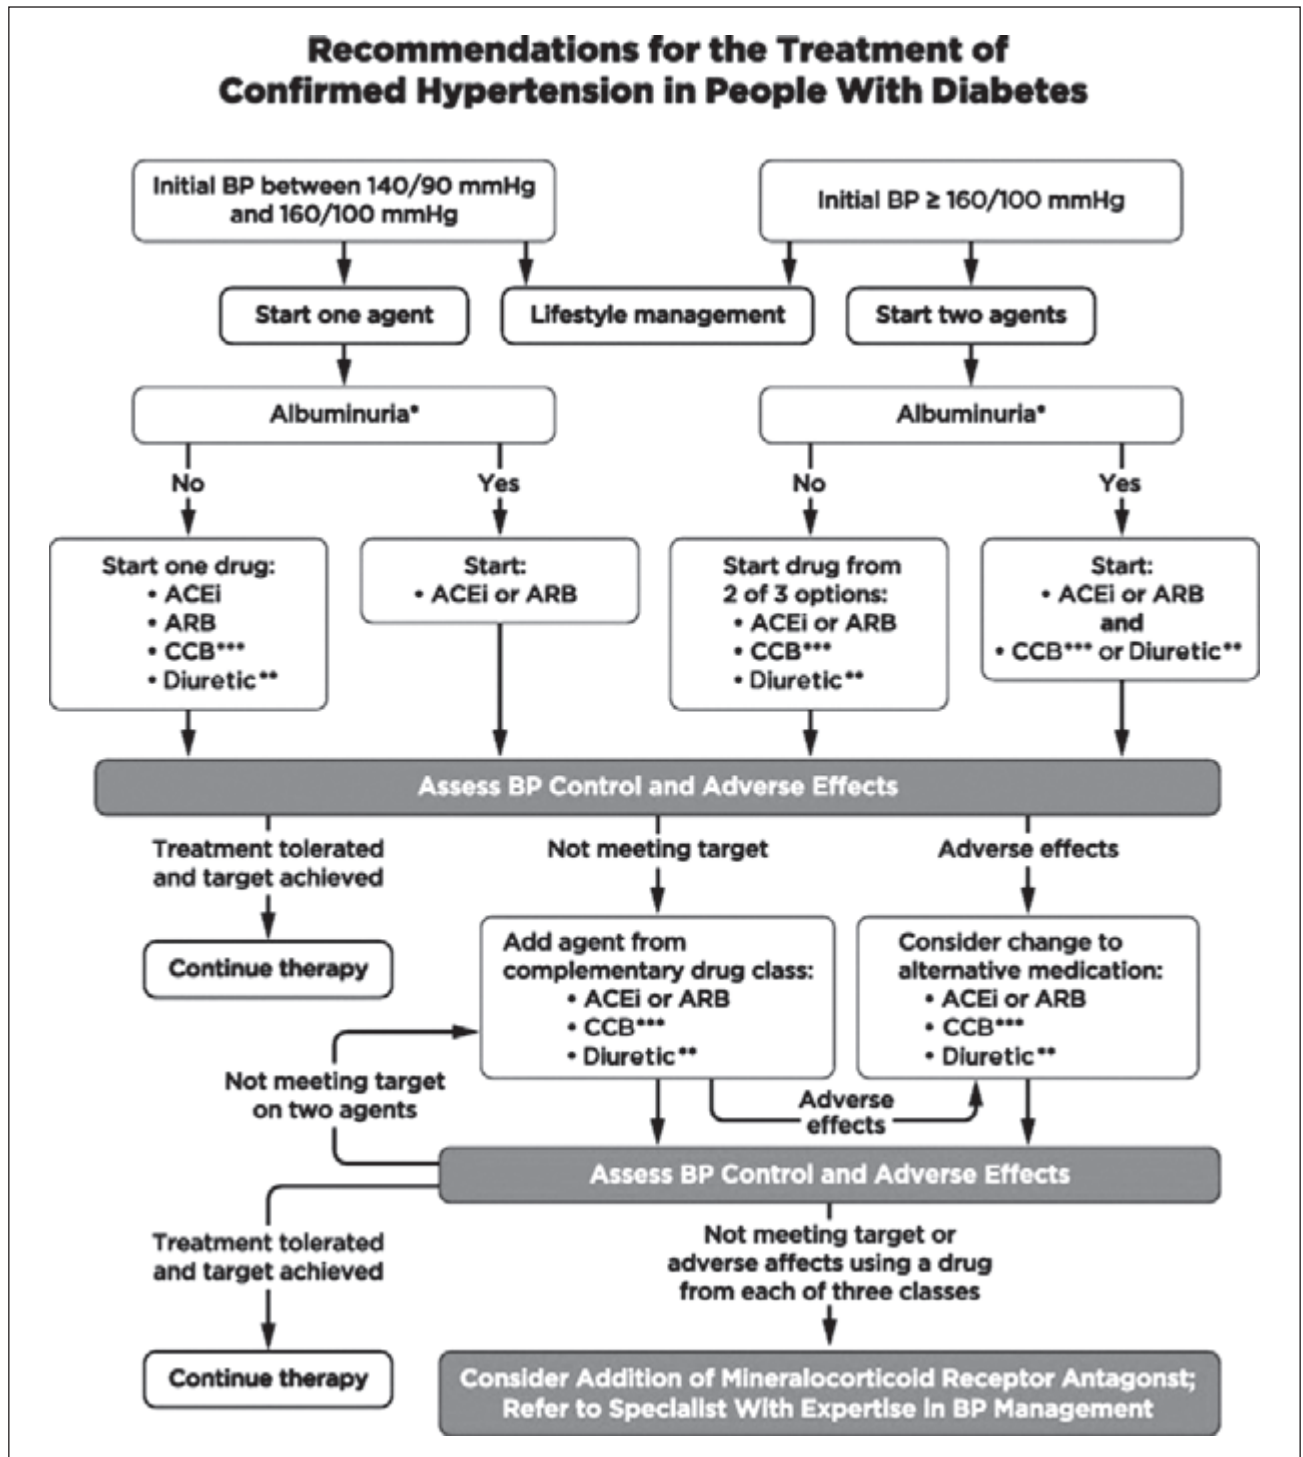 Recommendations for the Treatment of
Confirmed Hypertension in People With Diabetes
Initial BP between 140/90 mmHg
and 160/100 mmHg
Initial BP ≥ 160/100 mmHg
Start one agent
Lifestyle management
Start two agents
Albuminuria*
Albuminuria*
No
Yes
No
Yes
Start one drug:
• ACEi
• ARB
• CCB***
• Diuretic**
Start:
• ACEi or ARB
Start drug from
2 of 3 options:
• ACEi or ARB
• CCB***
• Diuretic**
Start:
• ACEi or ARB
and
• CCB*** or Diuretic**
Assess BP Control and Adverse Effects
Treatment tolerated
and target achieved
Not meeting target
Adverse effects
Continue therapy
Add agent from
complementary drug class:
• ACEi or ARB
• CCB***
• Diuretic**
Consider change to
alternative medication:
• ACEi or ARB
• CCB***
• Diuretic**
Not meeting target
on two agents
Adverse
effects
Assess BP Control and Adverse Effects
Treatment tolerated
and target achieved
Not meeting target or
adverse affects using a drug
from each of three classes
Continue therapy
Consider Addition of Mineralocorticoid Receptor Antagonst;
Refer to Specialist With Expertise in BP Management